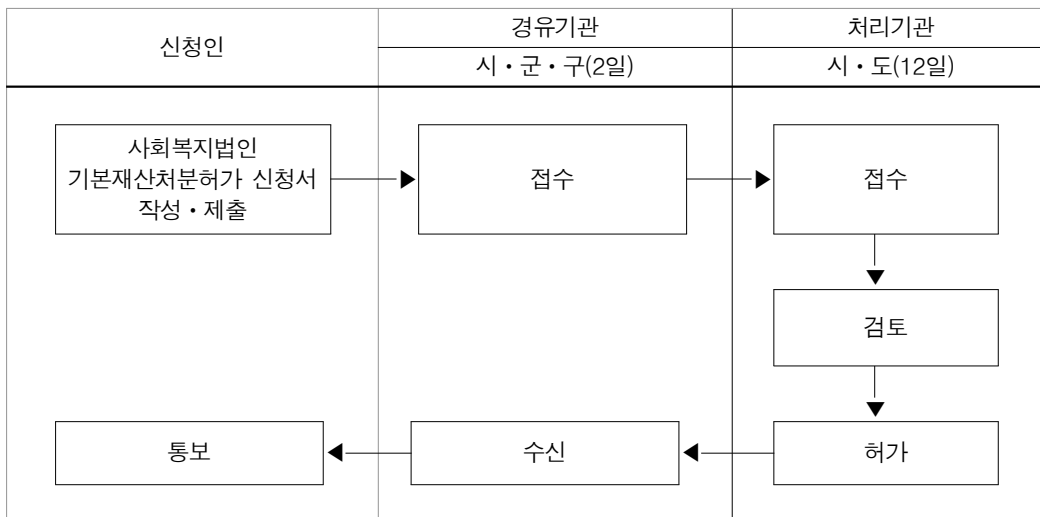 신청인
경유기관
처리기관
시・군・구(2일)
시・도(12일)
사회복지법인
기본재산처분허가 신청서
작성・제출
접수
접수
검토
통보
수신
허가